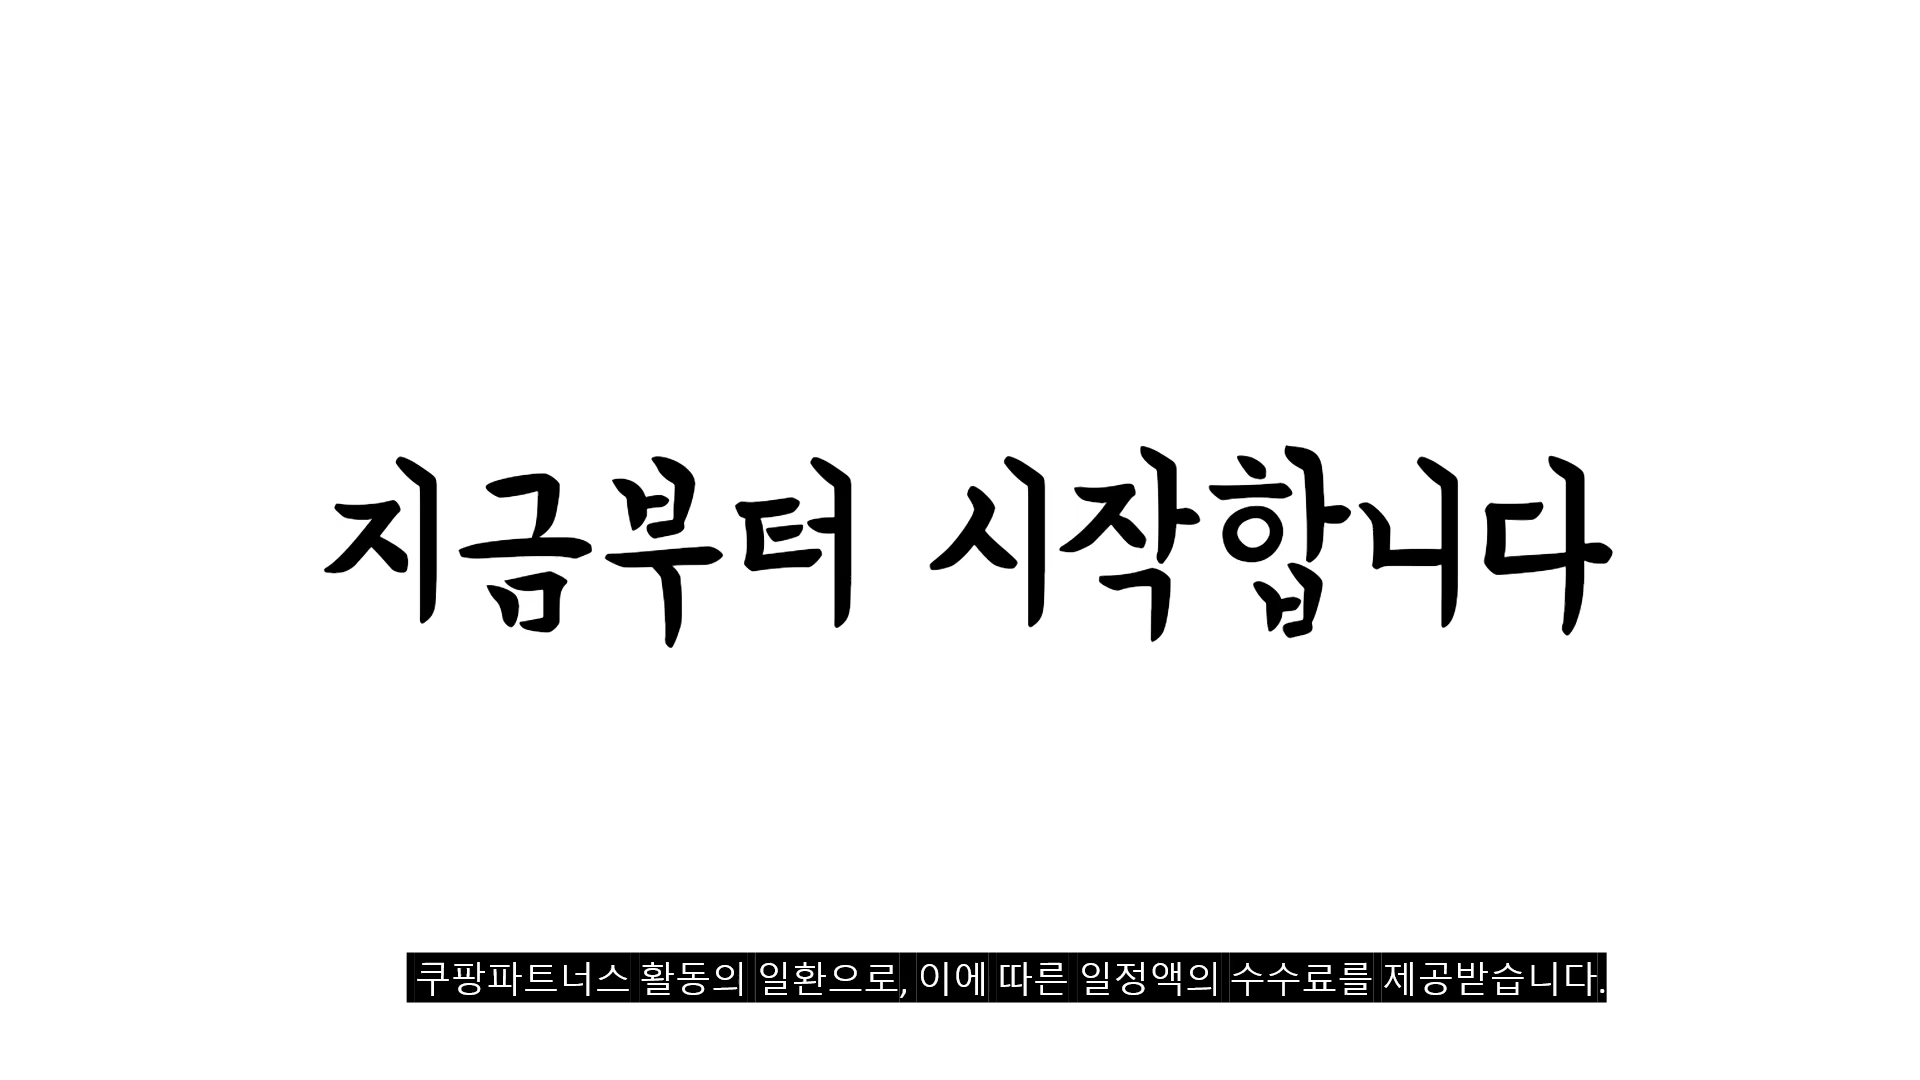 지금부터 시작합니다
쿠팡파트너스 활동의 일환으로, 이에 따른 일정액의 수수료를 제공받습니다.